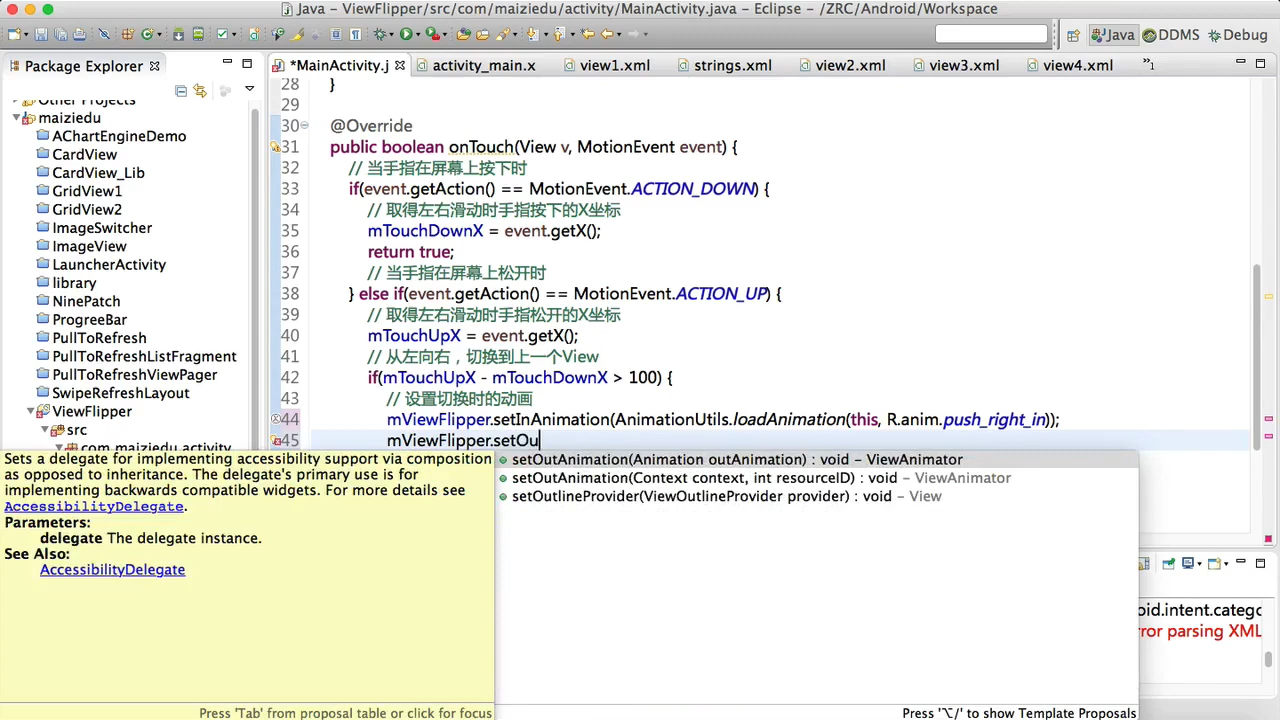 Java – ViewFlipper/src/com/maiziedu/activity/MainActivity.java – Eclipse – /ZRC/Android/Workspace
Java DDMS Debug
Package Explorer
*MainActivity.j activity_main.x view1.xml strings.xml view2.xml view3.xml view4.xml »1
Other Projects
maiziedu
AChartEngineDemo
CardView
CardView_Lib
GridView1
GridView2
ImageSwitcher
ImageView
LauncherActivity
library
NinePatch
ProgreeBar
PullToRefresh
PullToRefreshListFragment
PullToRefreshViewPager
SwipeRefreshLayout
ViewFlipper
src
com.maiziedu.activity
28 }
29
30 @Override
31 public boolean onTouch(View v, MotionEvent event) {
32 // 当手指在屏幕上按下时
33 if(event.getAction() == MotionEvent.ACTION_DOWN) {
34 // 取得左右滑动时手指按下的X坐标
35 mTouchDownX = event.getX();
36 return true;
37 // 当手指在屏幕上松开时
38 } else if(event.getAction() == MotionEvent.ACTION_UP) {
39 // 取得左右滑动时手指松开的X坐标
40 mTouchUpX = event.getX();
41 // 从左向右，切换到上一个View
42 if(mTouchUpX - mTouchDownX > 100) {
43 // 设置切换时的动画
44 mViewFlipper.setInAnimation(AnimationUtils.loadAnimation(this, R.anim.push_right_in));
45 mViewFlipper.setOu
Sets a delegate for implementing accessibility support via composition
as opposed to inheritance. The delegate's primary use is for
implementing backwards compatible widgets. For more details see
AccessibilityDelegate.
Parameters:
delegate The delegate instance.
See Also:
AccessibilityDelegate
Press 'Tab' from proposal table or click for focus
setOutAnimation(Animation outAnimation) : void – ViewAnimator
setOutAnimation(Context context, int resourceID) : void – ViewAnimator
setOutlineProvider(ViewOutlineProvider provider) : void – View
Press '⌥/' to show Template Proposals
oid.intent.catego
rror parsing XML